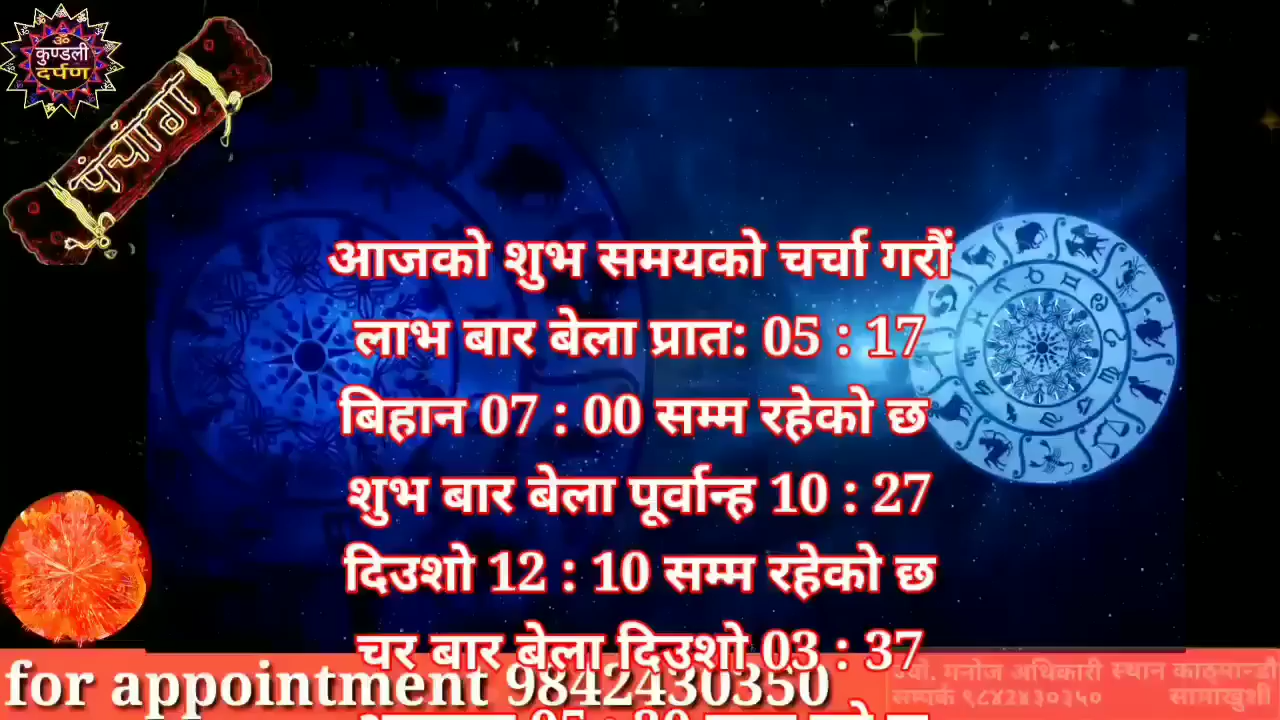 ॐ
कुण्डली
दर्पण
पंचांग
आजको शुभ समयको चर्चा गरौं
लाभ बार बेला प्रात: 05 : 17
बिहान 07 : 00 सम्म रहेको छ
शुभ बार बेला पूर्वान्ह 10 : 27
दिउशो 12 : 10 सम्म रहेको छ
चर बार बेला दिउशो 03 : 37
for appointment 9842430350
ज्यो. मनोज अधिकारी स्थान काठमान्डौ
सम्पर्क ९८४२४३०३५० सामाखुशी